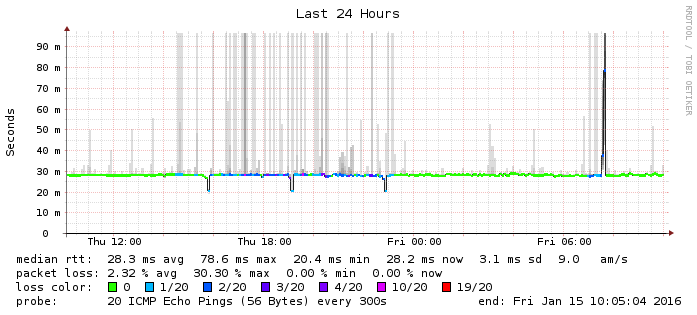 Last 24 Hours
RRDTOOL / TOBI OETIKER
Seconds
90 m
80 m
70 m
60 m
50 m
40 m
30 m
20 m
10 m
0
Thu 12:00 Thu 18:00 Fri 00:00 Fri 06:00
median rtt: 28.3 ms avg 78.6 ms max 20.4 ms min 28.2 ms now 3.1 ms sd 9.0 am/s
packet loss: 2.32 % avg 30.30 % max 0.00 % min 0.00 % now
loss color: 0 1/20 2/20 3/20 4/20 10/20 19/20
probe: 20 ICMP Echo Pings (56 Bytes) every 300s end: Fri Jan 15 10:05:04 2016